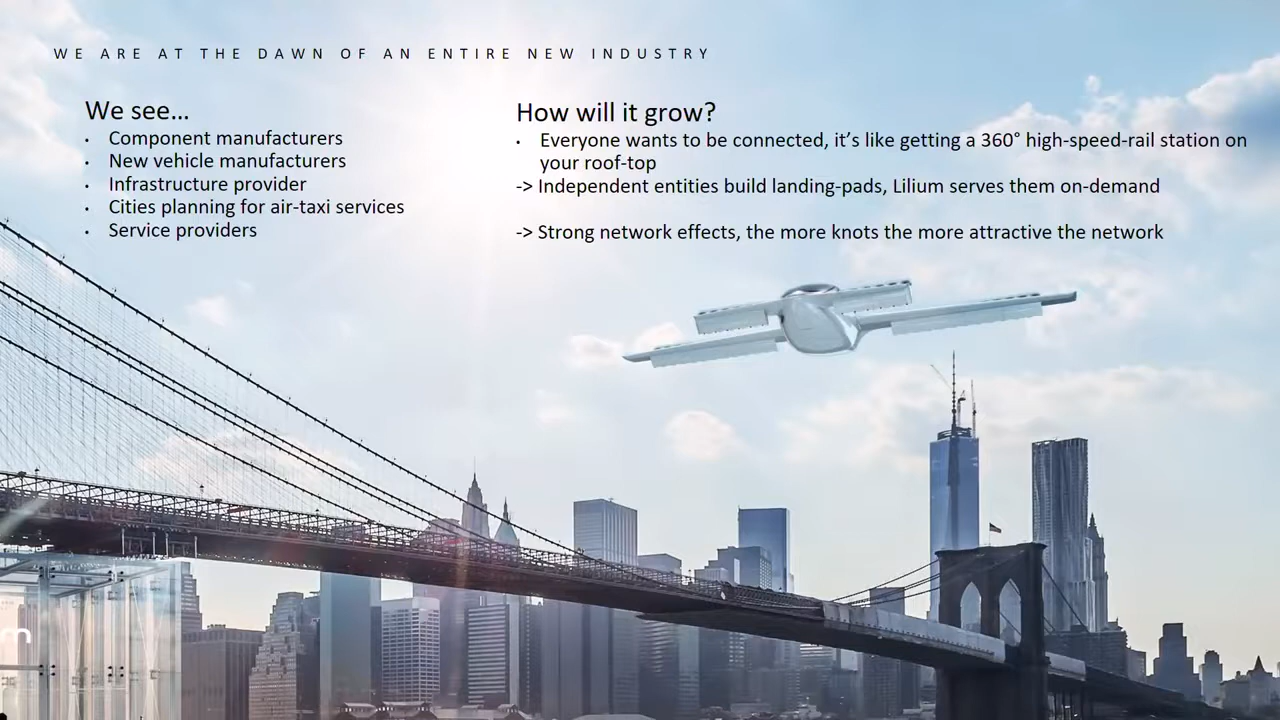 WE ARE AT THE DAWN OF AN ENTIRE NEW INDUSTRY
We see...
• Component manufacturers
• New vehicle manufacturers
• Infrastructure provider
• Cities planning for air-taxi services
• Service providers
How will it grow?
• Everyone wants to be connected, it’s like getting a 360° high-speed-rail station on
your roof-top
-> Independent entities build landing-pads, Lilium serves them on-demand
-> Strong network effects, the more knots the more attractive the network